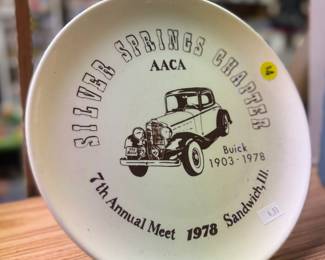 SILVER SPRINGS CHAPTER
AACA
Buick
1903-1978
7th Annual Meet 1978 Sandwich, Ill.